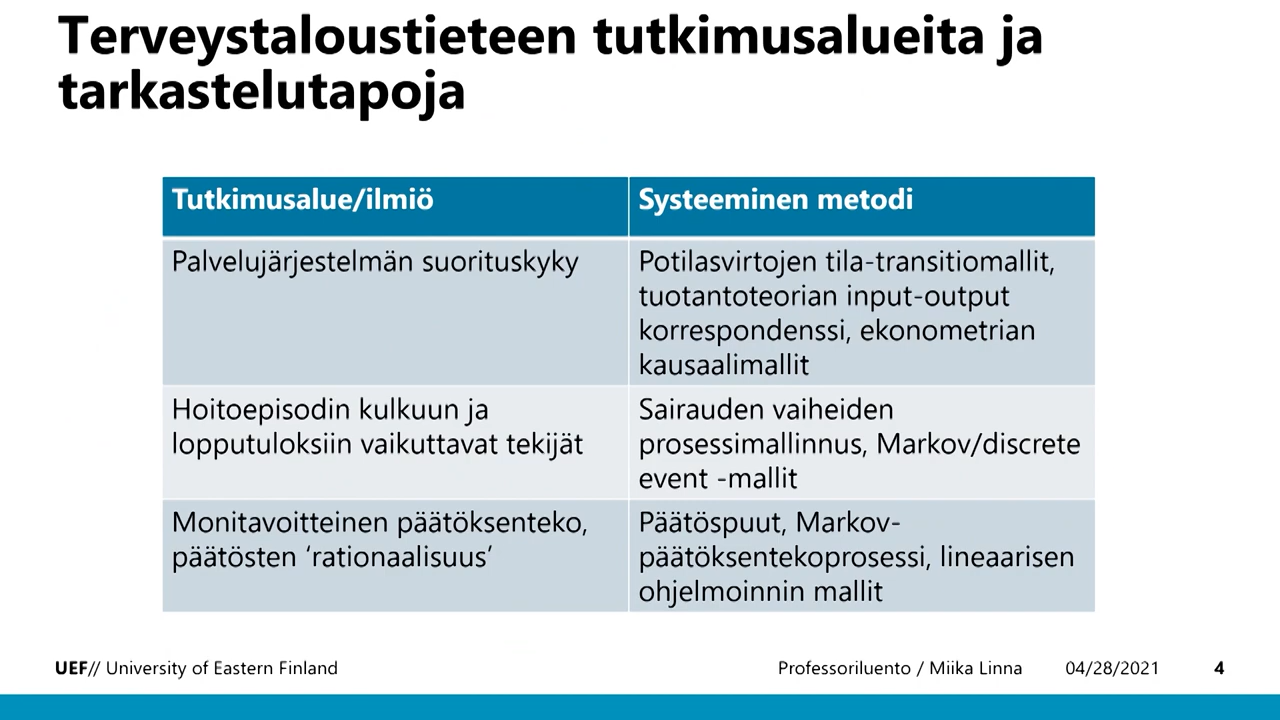 Terveystaloustieteen tutkimusalueita ja
tarkastelutapoja
Tutkimusalue/ilmiö
Systeeminen metodi
Palvelujärjestelmän suorituskyky
Potilasvirtojen tila-transitiomallit,
tuotantoteorian input-output
korrespondenssi, ekonometrian
kausaalimallit
Hoitoepisodin kulkuun ja
lopputuloksiin vaikuttavat tekijät
Sairauden vaiheiden
prosessimallinnus, Markov/discrete
event -mallit
Monitavoitteinen päätöksenteko,
päätösten ‘rationaalisuus’
Päätöspuut, Markov-
päätöksentekoprosessi, lineaarisen
ohjelmoinnin mallit
UEF// University of Eastern Finland
Professoriluento / Miika Linna
04/28/2021
4